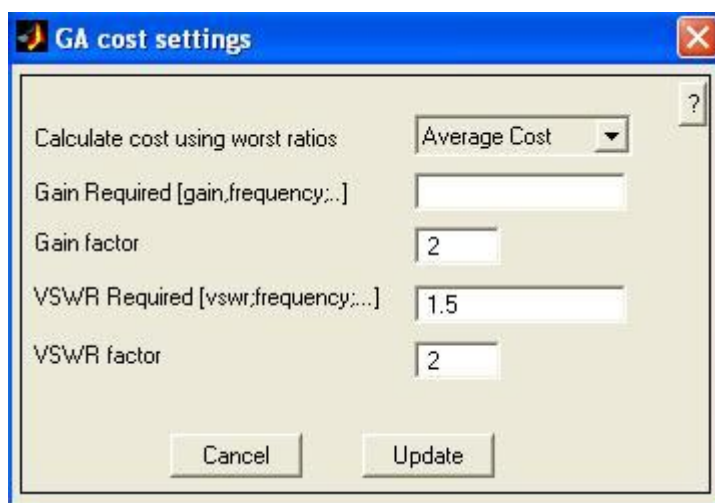 GA cost settings
?
Calculate cost using worst ratios Average Cost
Gain Required [gain,frequency;..]
Gain factor 2
VSWR Required [vswr;frequency;...] 1.5
VSWR factor 2
Cancel Update